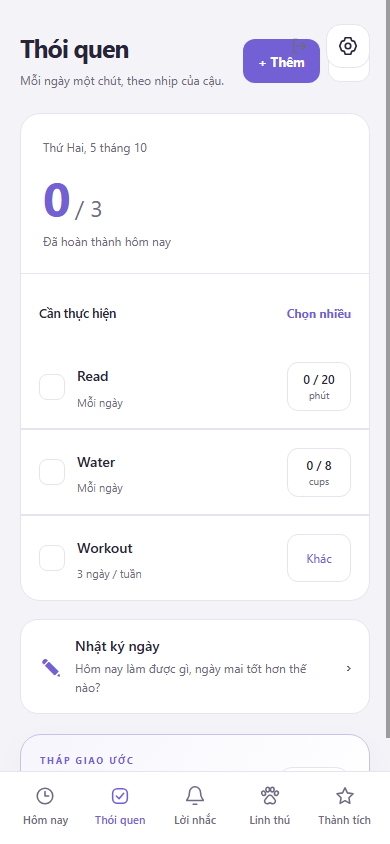 Thói quen
Mỗi ngày một chút, theo nhịp của cậu.
+ Thêm
Thứ Hai, 5 tháng 10
0 / 3
Đã hoàn thành hôm nay
Cần thực hiện
Chọn nhiều
Read
Mỗi ngày
0 / 20
phút
Water
Mỗi ngày
0 / 8
cups
Workout
3 ngày / tuần
Khác
Nhật ký ngày
Hôm nay làm được gì, ngày mai tốt hơn thế
nào?
THÁP GIAO ƯỚC
Hôm nay
Thói quen
Lời nhắc
Linh thú
Thành tích